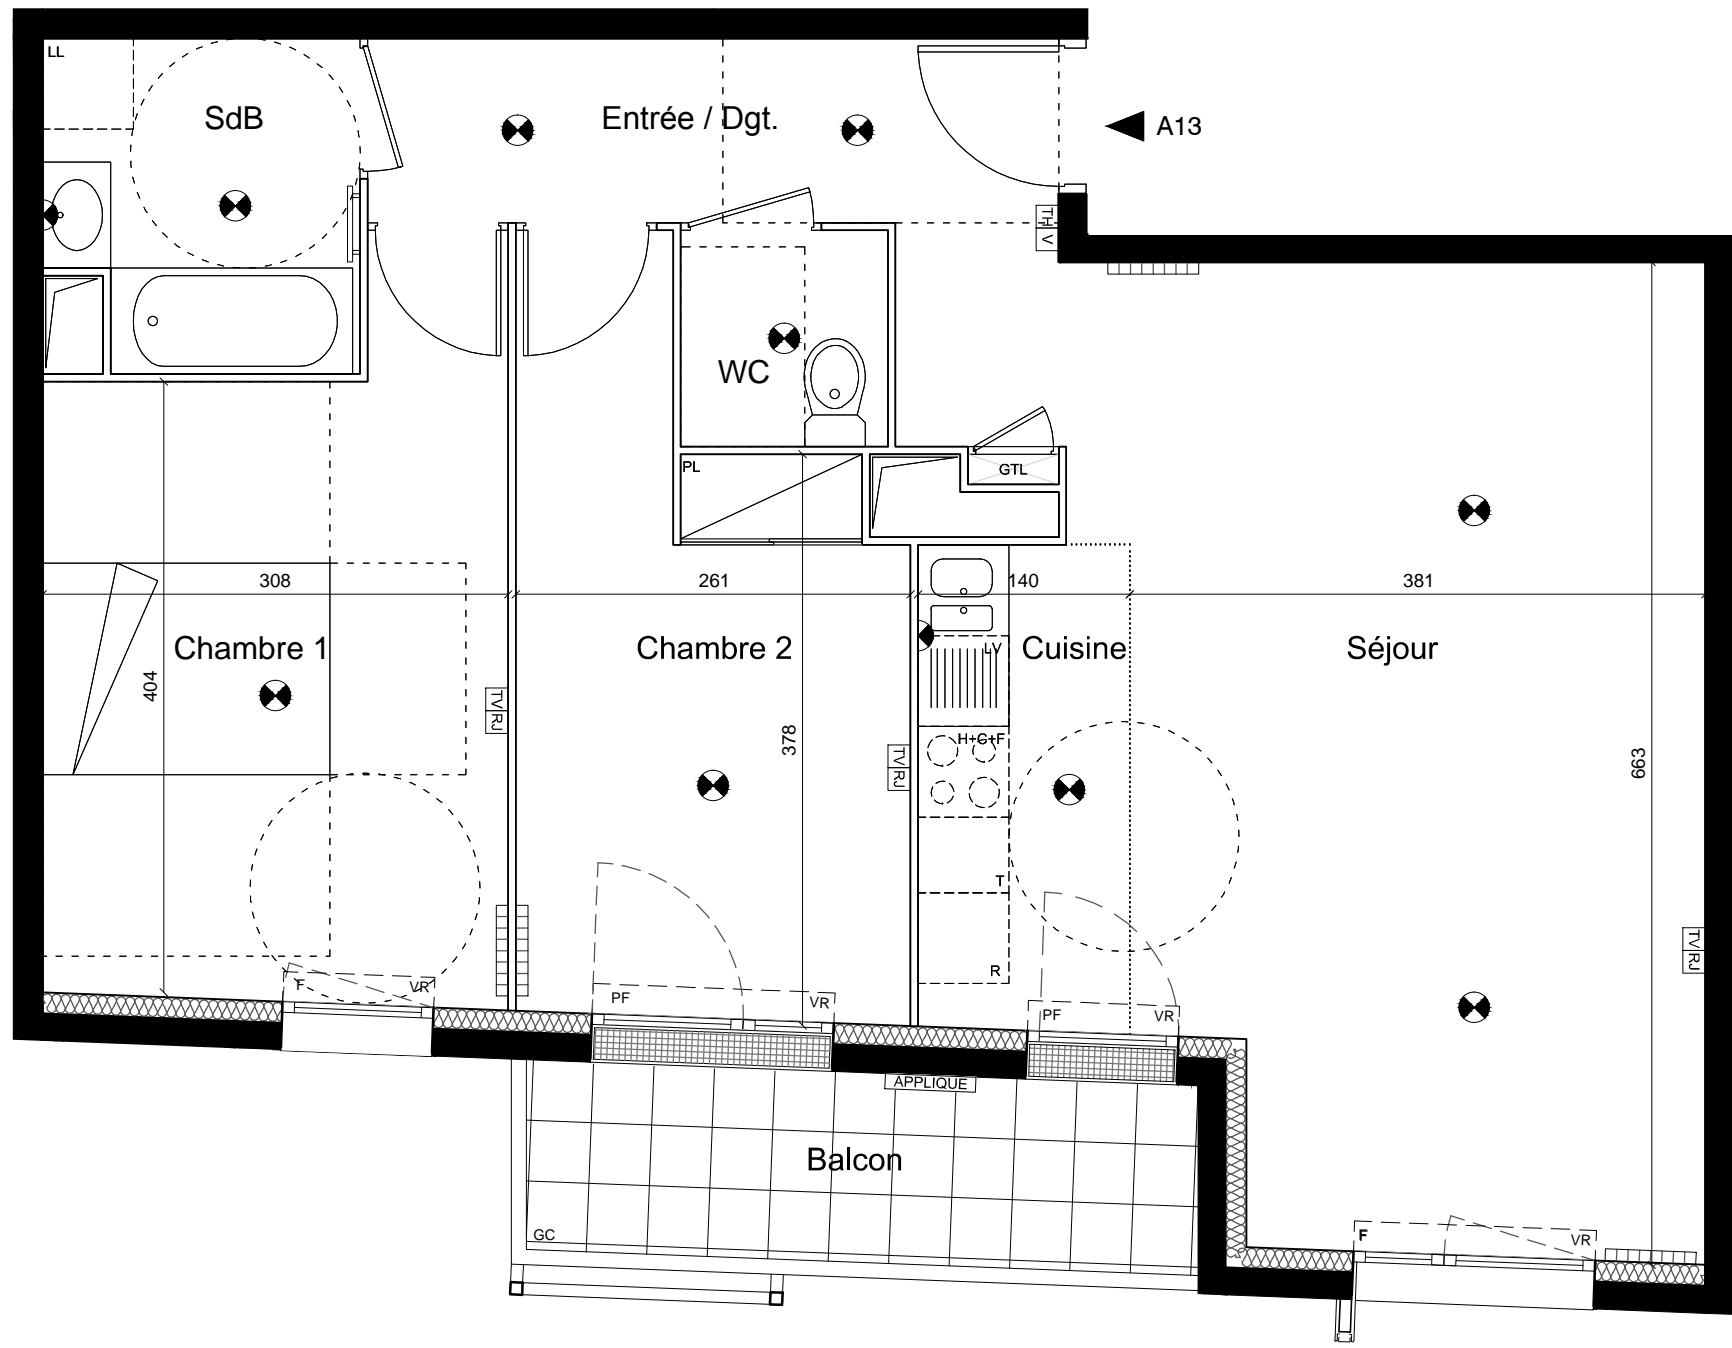 LL
SdB
Entrée / Dgt.
A13
TH
V
WC
PL
GTL
308
261
140
381
Chambre 1
Chambre 2
LV
Cuisine
Séjour
404
TV
RJ
378
TV
RJ
H+C+F
663
T
R
TV
RJ
F
VR
PF
VR
PF
VR
APPLIQUE
Balcon
GC
F
VR